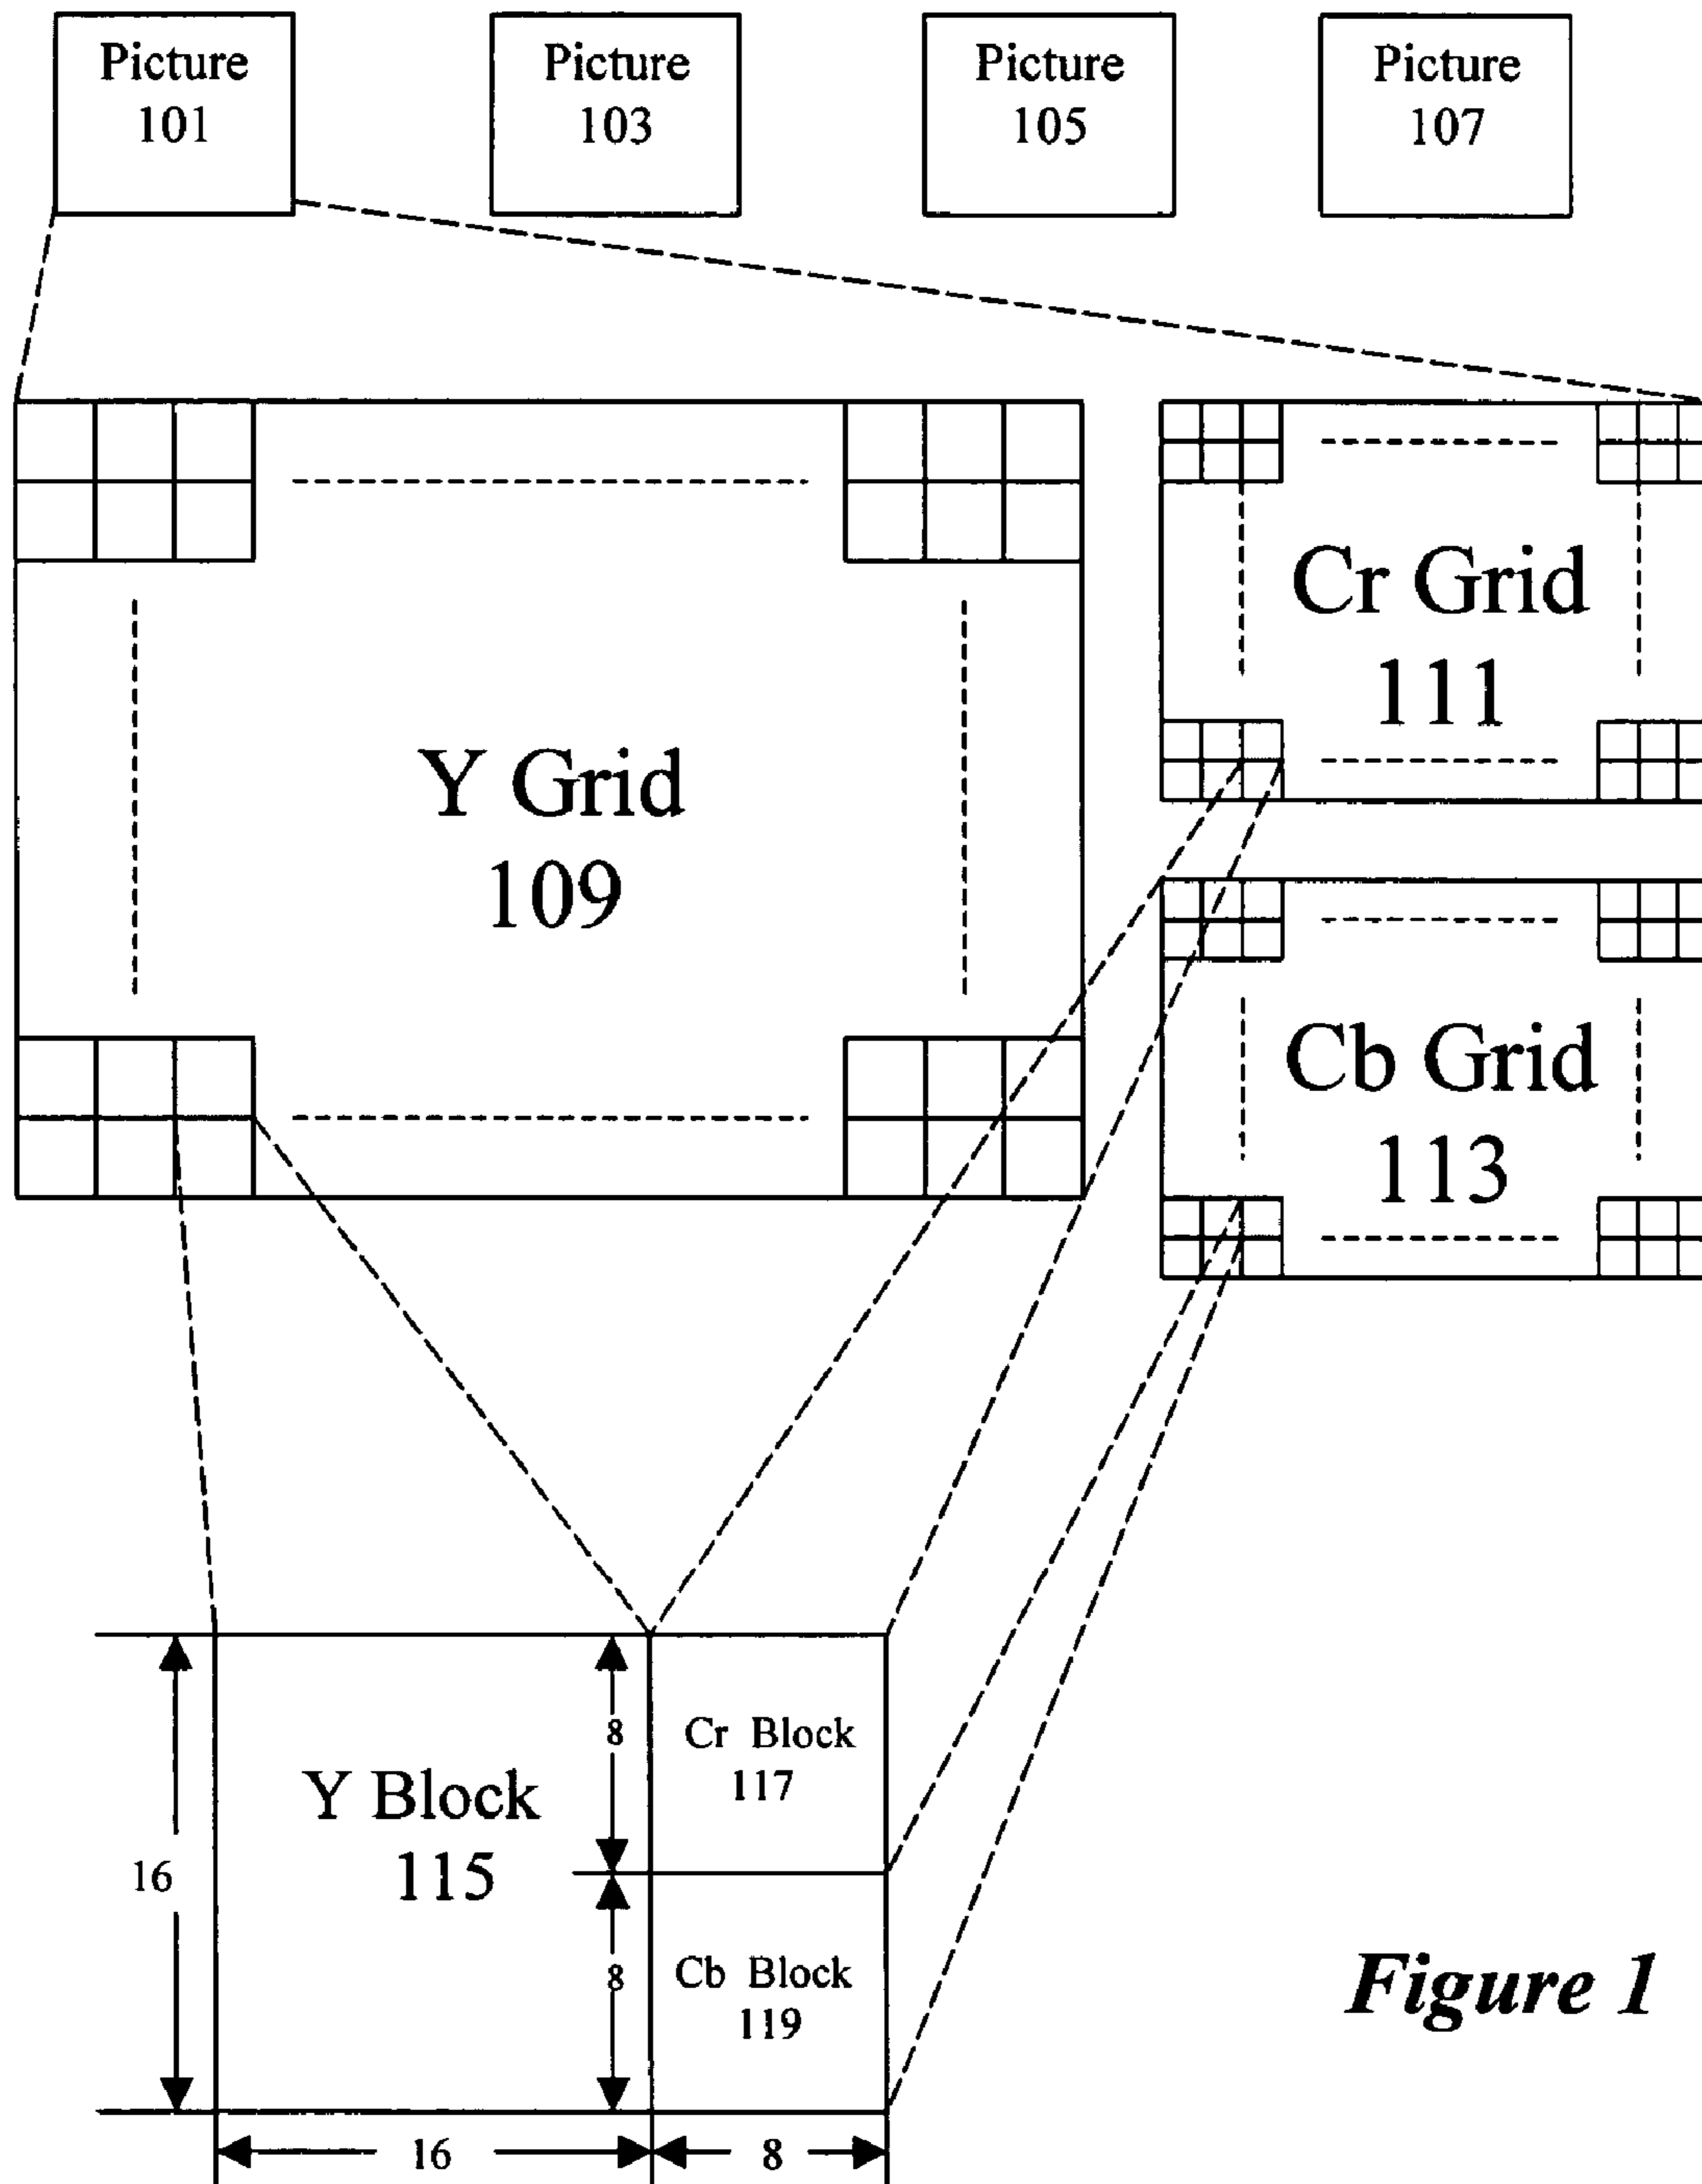 Picture
101
Picture
103
Picture
105
Picture
107
Cr Grid
111
Y Grid
109
Cb Grid
113
8
Cr Block
117
Y Block
115
16
8
Cb Block
119
16
8
Figure 1